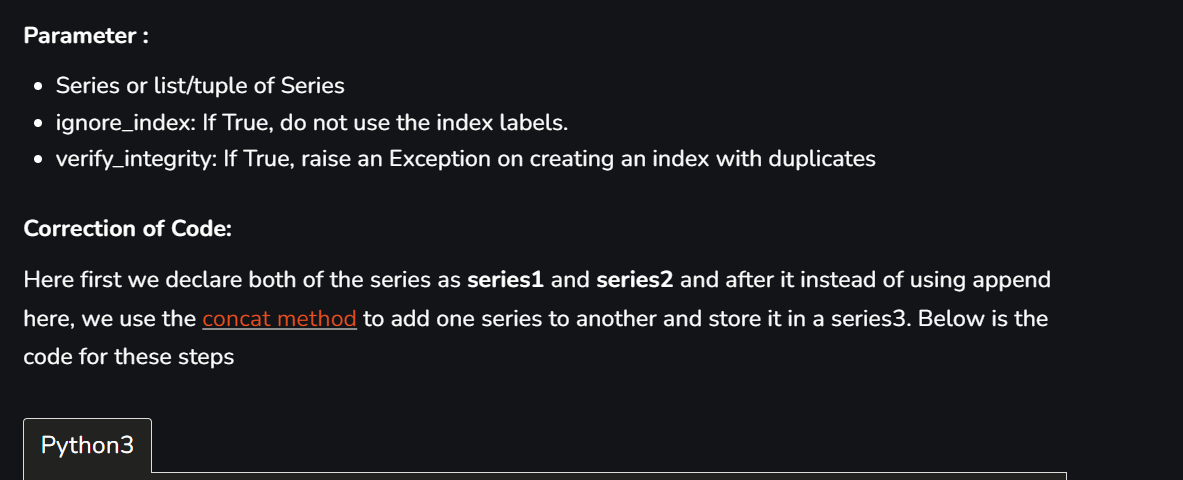 Parameter :
Series or list/tuple of Series
ignore_index: If True, do not use the index labels.
verify_integrity: If True, raise an Exception on creating an index with duplicates
Correction of Code:
Here first we declare both of the series as series1 and series2 and after it instead of using append
here, we use the concat method to add one series to another and store it in a series3. Below is the
code for these steps
Python3